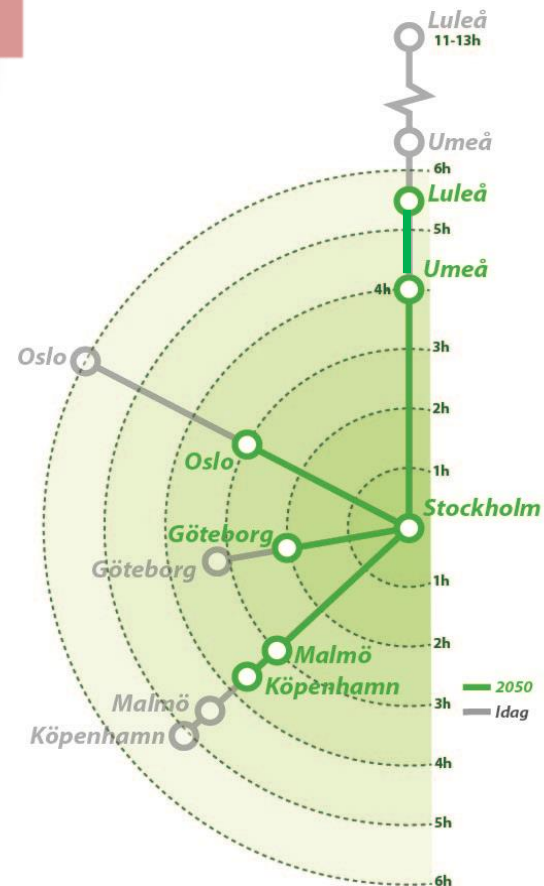 Luleå
11-13h
Umeå
6h
Luleå
5h
Umeå
4h
3h
Oslo
2h
Oslo
1h
Stockholm
Göteborg
Göteborg
1h
2h
Malmö
Köpenhamn
2050
Malmö
3h
Idag
Köpenhamn
4h
5h
6h